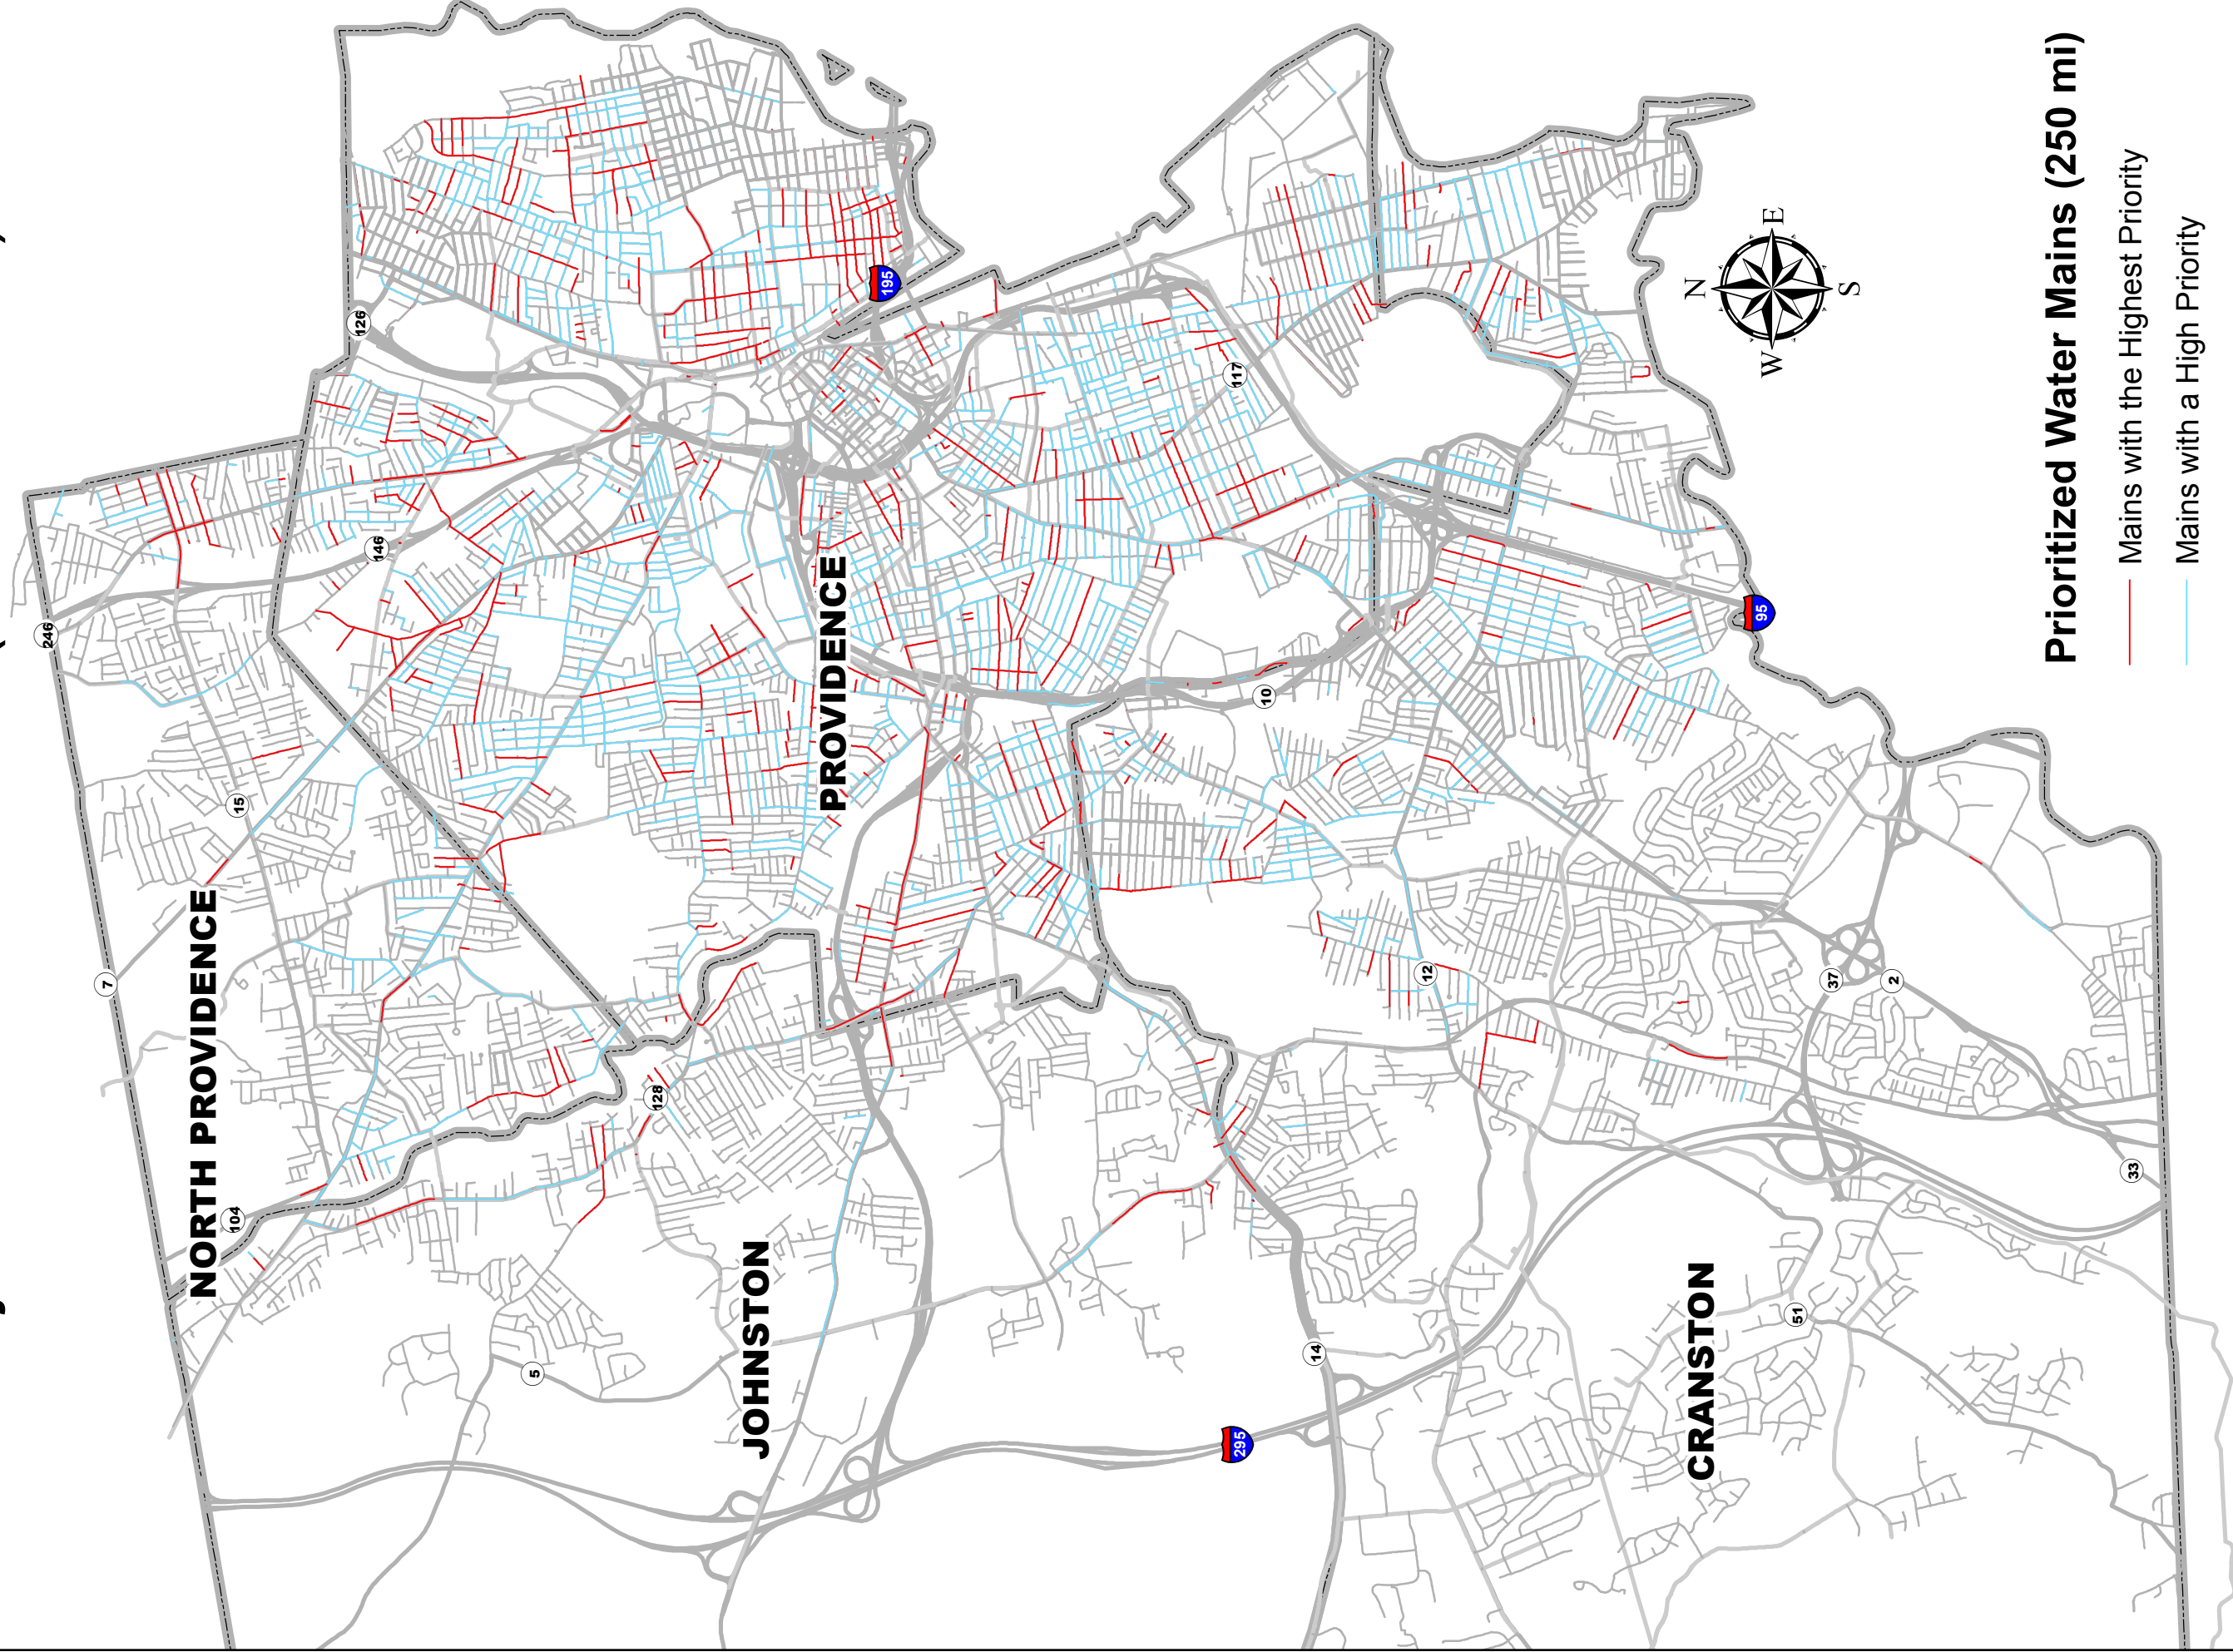 246
7
NORTH PROVIDENCE
104
15
126
146
5
128
JOHNSTON
PROVIDENCE
195
117
295
10
14
12
CRANSTON
95
51
37
2
33
N
W E
S
Prioritized Water Mains (250 mi)
Mains with the Highest Priority
Mains with a High Priority